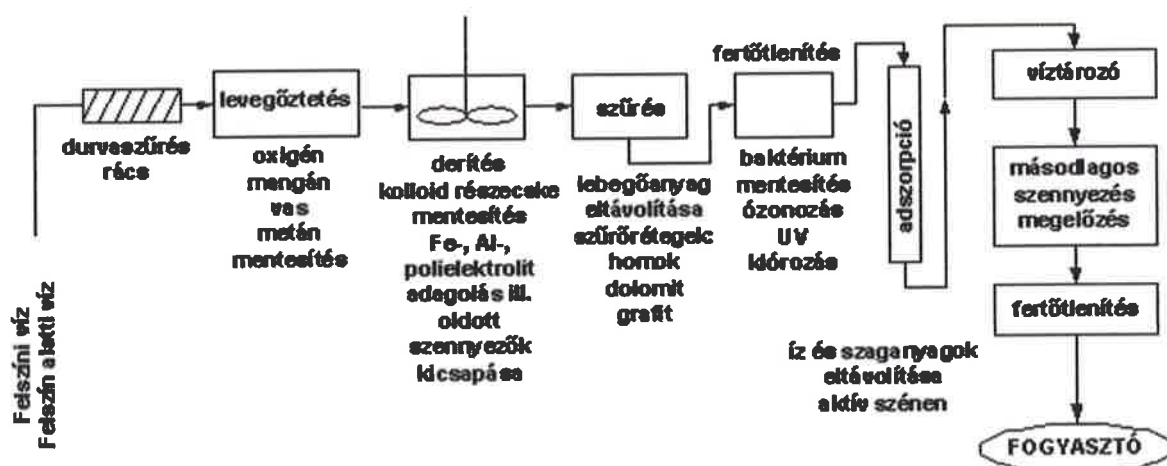 Felszíni víz
Felszín alatti víz
durvaszűrés
rács
levegőztetés
oxigén
mangán
vas
metán
mentesítés
derítés
kolloid részecske
mentesítés
Fe-, Al-,
polielektrolit
adagolás ill.
oldott
szennyezők
kicsapása
szűrés
lebegőanyag
eltávolítása
szűrőrétegek:
homok
dolomit
grafit
fertőtlenítés
baktérium
mentesítés
ózonozás
UV
klórozás
adszorpció
íz és szaganyagok
eltávolítása
aktív szénen
víztározó
másodlagos
szennyezés
megelőzés
fertőtlenítés
FOGYASZTÓ